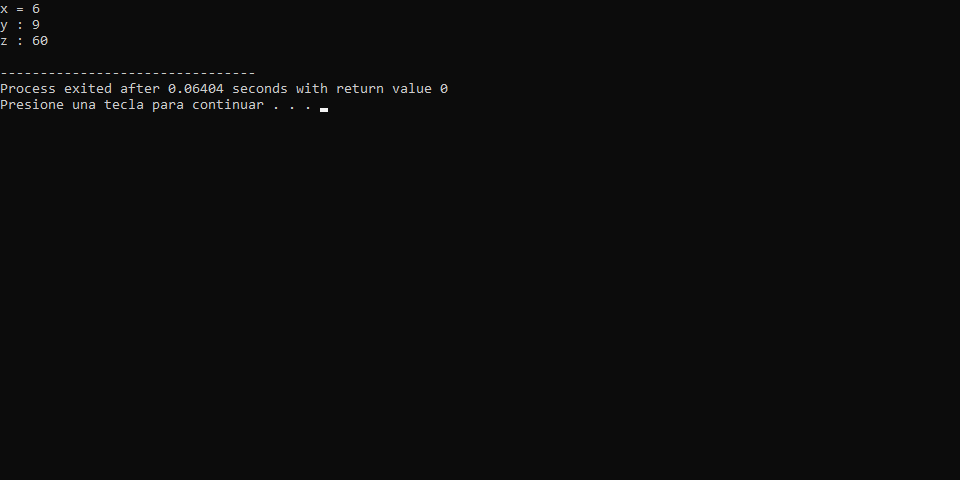 x = 6
y : 9
z : 60
--------------------------------
Process exited after 0.06404 seconds with return value 0
Presione una tecla para continuar . . .